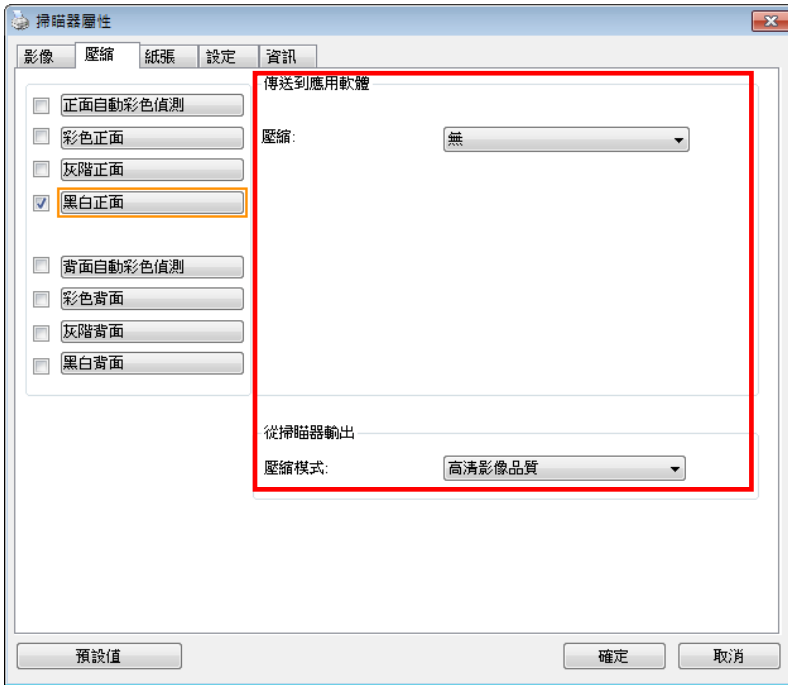 掃瞄器屬性
影像 壓縮 紙張 設定 資訊
正面自動彩色偵測
彩色正面
灰階正面
黑白正面
背面自動彩色偵測
彩色背面
灰階背面
黑白背面
傳送到應用軟體
壓縮: 無
從掃瞄器輸出
壓縮模式: 高清影像品質
預設值 確定 取消